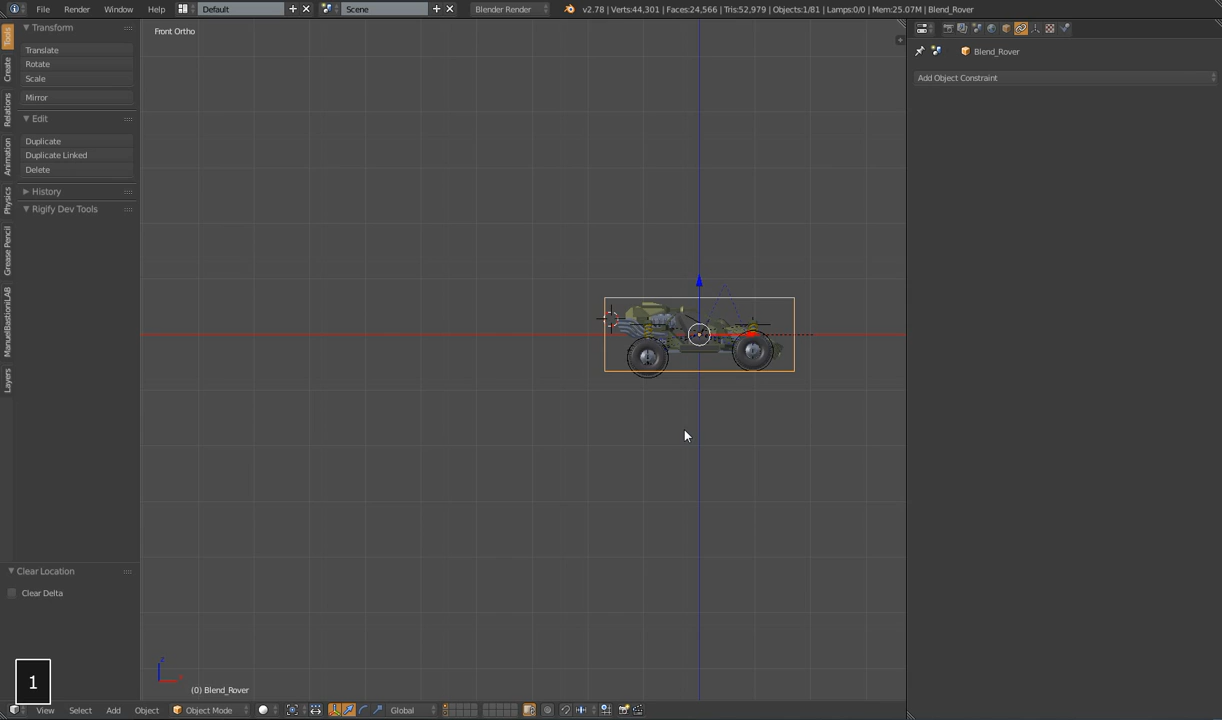 File Render Window Help Default Scene Blender Render v2.78 | Verts:44,301 | Faces:24,566 | Tris:52,979 | Objects:1/81 | Lamps:0/0 | Mem:25.07M | Blend_Rover
Tools
Create
Relations
Animation
Physics
Grease Pencil
ManuelBastioniLAB
Layers
Transform
Translate
Rotate
Scale
Mirror
Edit
Duplicate
Duplicate Linked
Delete
History
Rigify Dev Tools
Clear Location
Clear Delta
1
Front Ortho
z
x
(0) Blend_Rover
View Select Add Object Object Mode Global
Blend_Rover
Add Object Constraint